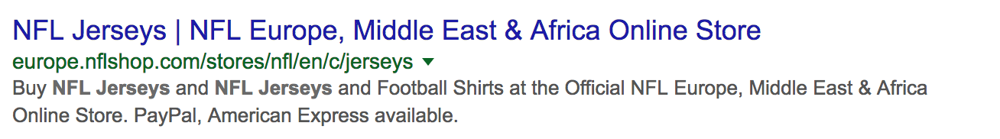 NFL Jerseys | NFL Europe, Middle East & Africa Online Store
europe.nflshop.com/stores/nfl/en/c/jerseys
Buy NFL Jerseys and NFL Jerseys and Football Shirts at the Official NFL Europe, Middle East & Africa
Online Store. PayPal, American Express available.